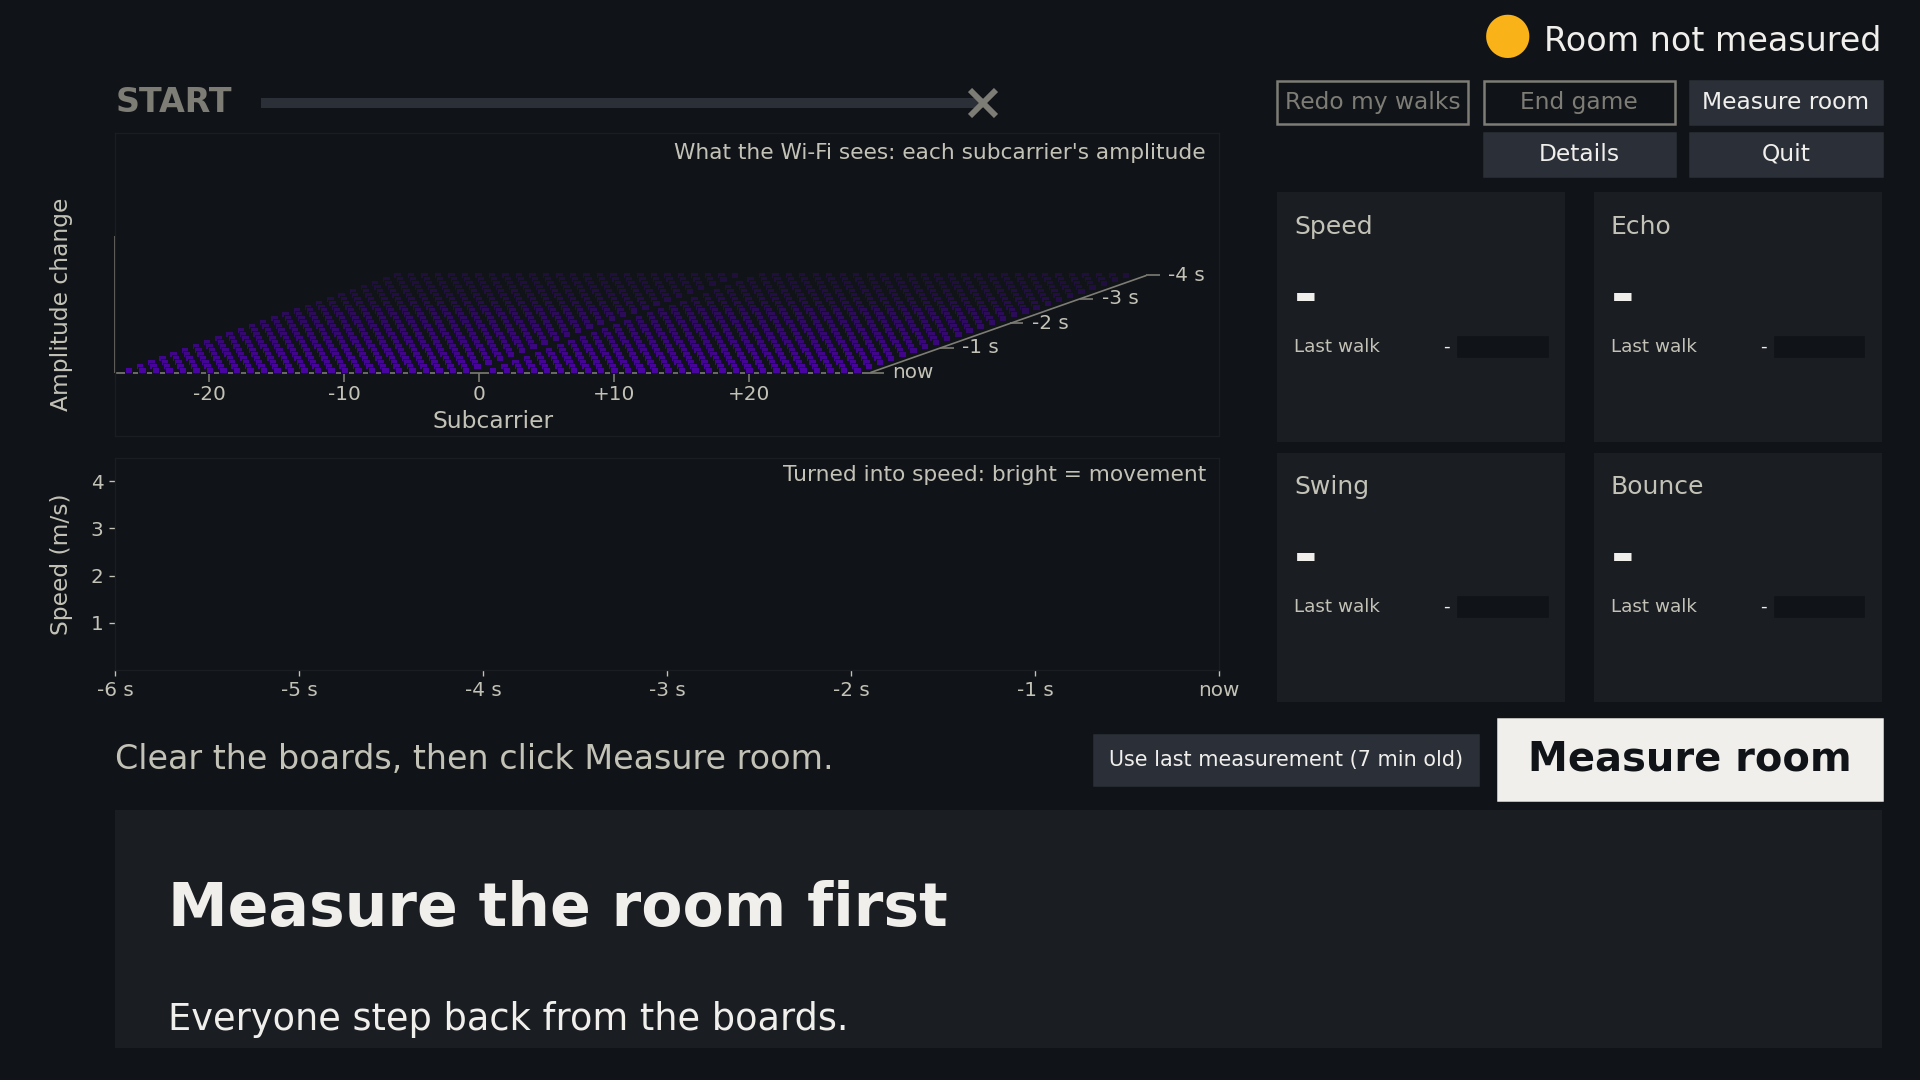 Room not measured
START
Redo my walks
End game
Measure room
Details
Quit
What the Wi-Fi sees: each subcarrier's amplitude
Amplitude change
-4 s
-3 s
-2 s
-1 s
now
-20
-10
0
+10
+20
Subcarrier
Speed
-
Last walk -
Echo
-
Last walk -
Turned into speed: bright = movement
Speed (m/s)
4
3
2
1
-6 s
-5 s
-4 s
-3 s
-2 s
-1 s
now
Swing
-
Last walk -
Bounce
-
Last walk -
Clear the boards, then click Measure room.
Use last measurement (7 min old)
Measure room
Measure the room first
Everyone step back from the boards.